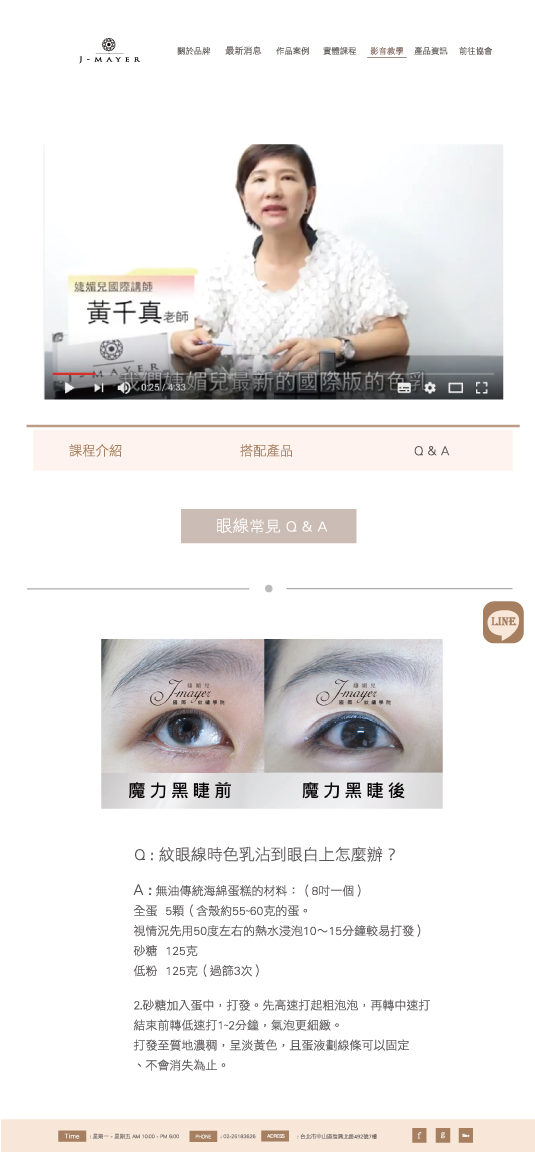 J-MAYER
關於品牌 最新消息 作品案例 實體課程 影音教學 產品資訊 前往協會
婕媚兒國際講師
黃千真老師
J-MAYER
我們婕媚兒最新的國際版的色乳
0:25 / 4:33
課程介紹 搭配產品 Q & A
眼線常見 Q & A
LINE
婕媚兒
J-mayer
國際 紋繡學院
婕媚兒
J-mayer
國際 紋繡學院
魔力黑睫前 魔力黑睫後
Q : 紋眼線時色乳沾到眼白上怎麼辦？
A : 無油傳統海綿蛋糕的材料：（8吋一個）
全蛋 5顆（含殼約55~60克的蛋。
視情況先用50度左右的熱水浸泡10～15分鐘較易打發）
砂糖 125克
低粉 125克（過篩3次）
2.砂糖加入蛋中，打發。先高速打起粗泡泡，再轉中速打
結束前轉低速打1~2分鐘，氣泡更細緻。
打發至質地濃稠，呈淡黃色，且蛋液劃線條可以固定
、不會消失為止。
Time : 星期一 - 星期五 AM 10:00 - PM 6:00 PHONE : 02-25183629 ADRESS : 台北市中山區復興北路492號7樓
f g